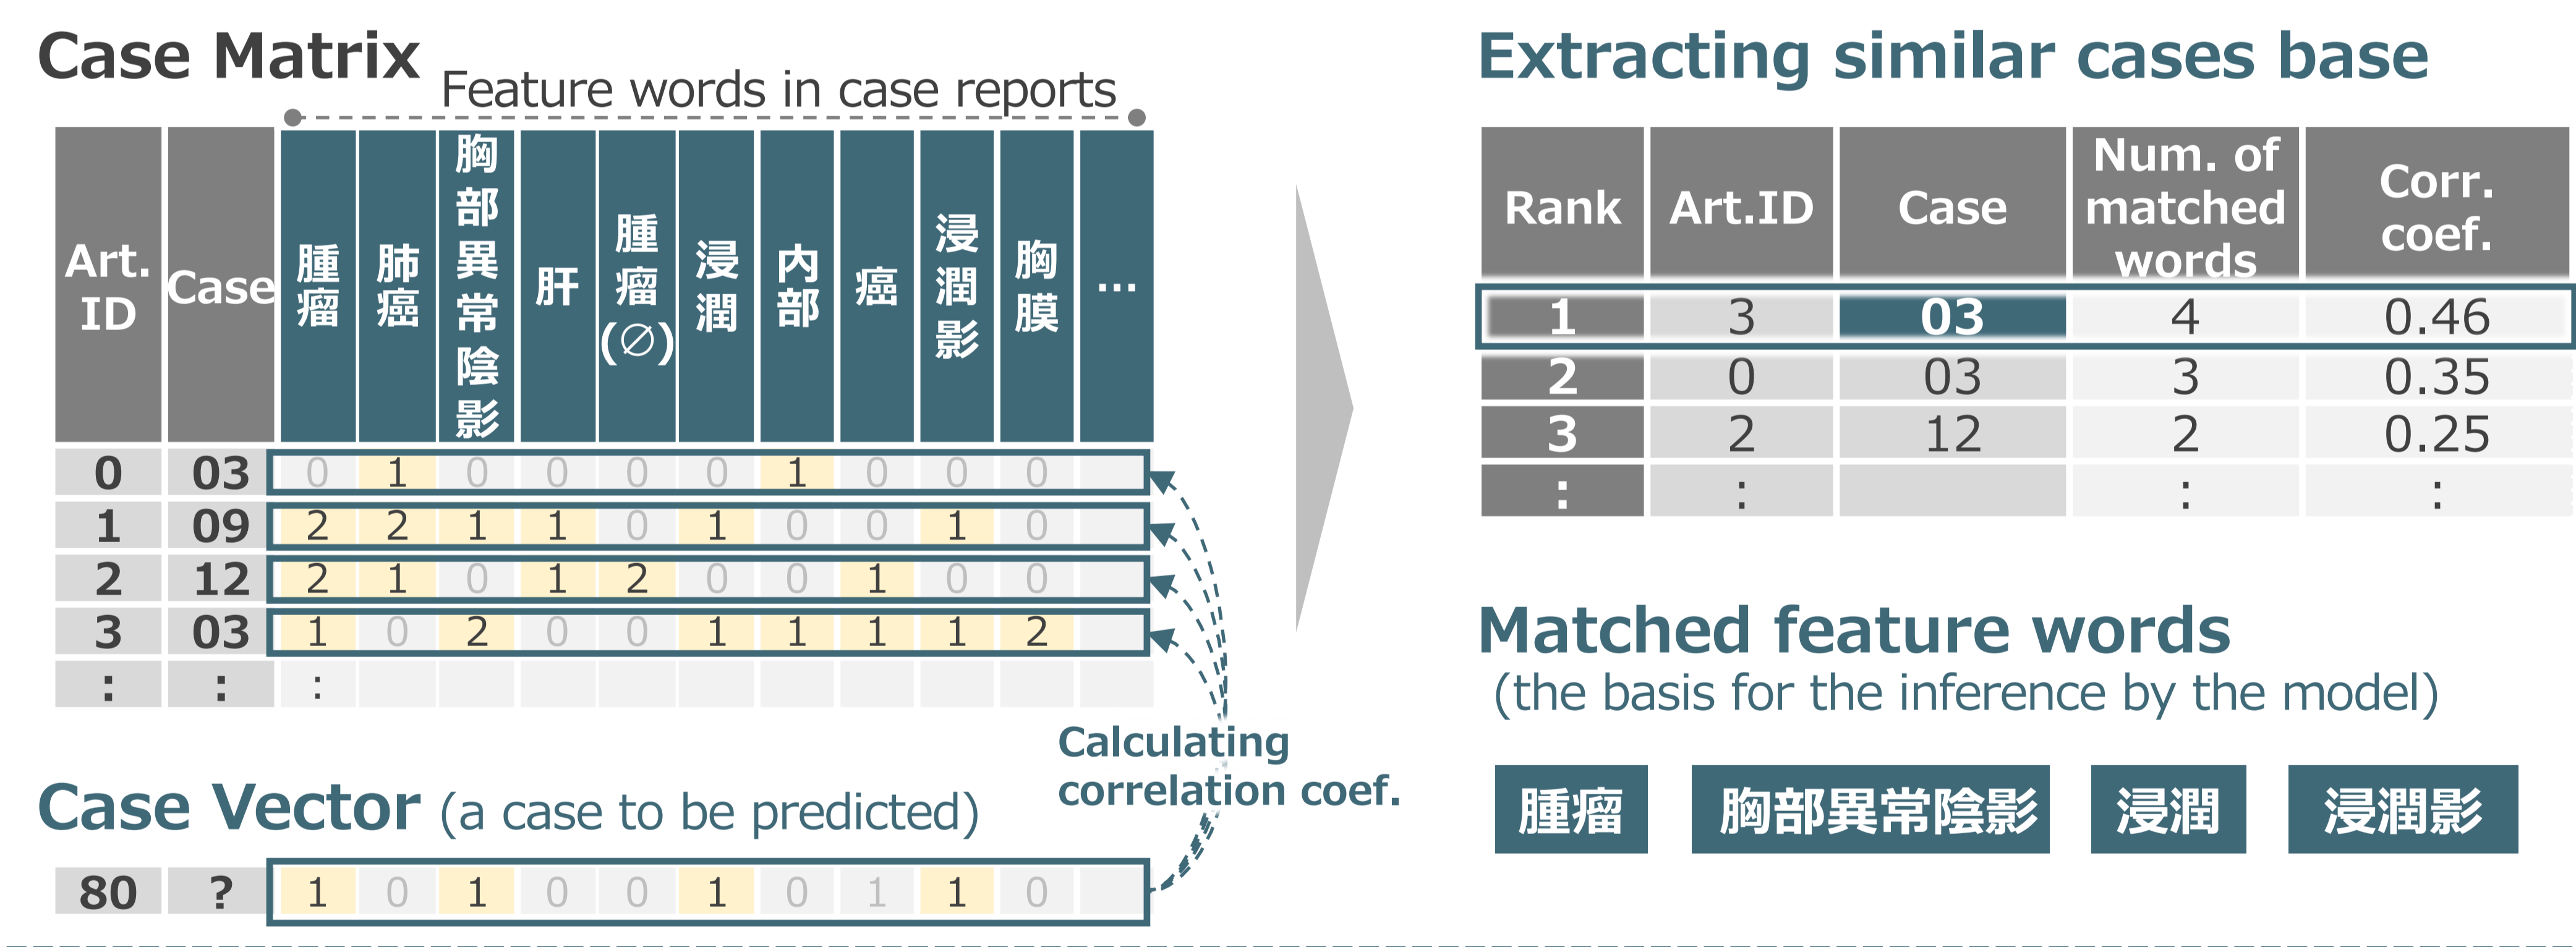 Case Matrix
Feature words in case reports
Art. ID Case 腫瘤 肺癌 胸部異常陰影 肝 腫瘤(∅) 浸潤 内部 癌 浸潤影 胸膜 ...
0 03 0 1 0 0 0 0 1 0 0 0
1 09 2 2 1 1 0 1 0 0 1 0
2 12 2 1 0 1 2 0 0 1 0 0
3 03 1 0 2 0 0 1 1 1 1 2
: : :
Calculating
correlation coef.
Case Vector (a case to be predicted)
80 ? 1 0 1 0 0 1 0 1 1 0
Extracting similar cases base
Rank Art.ID Case Num. of matched words Corr. coef.
1 3 03 4 0.46
2 0 03 3 0.35
3 2 12 2 0.25
: : : :
Matched feature words
(the basis for the inference by the model)
腫瘤 胸部異常陰影 浸潤 浸潤影